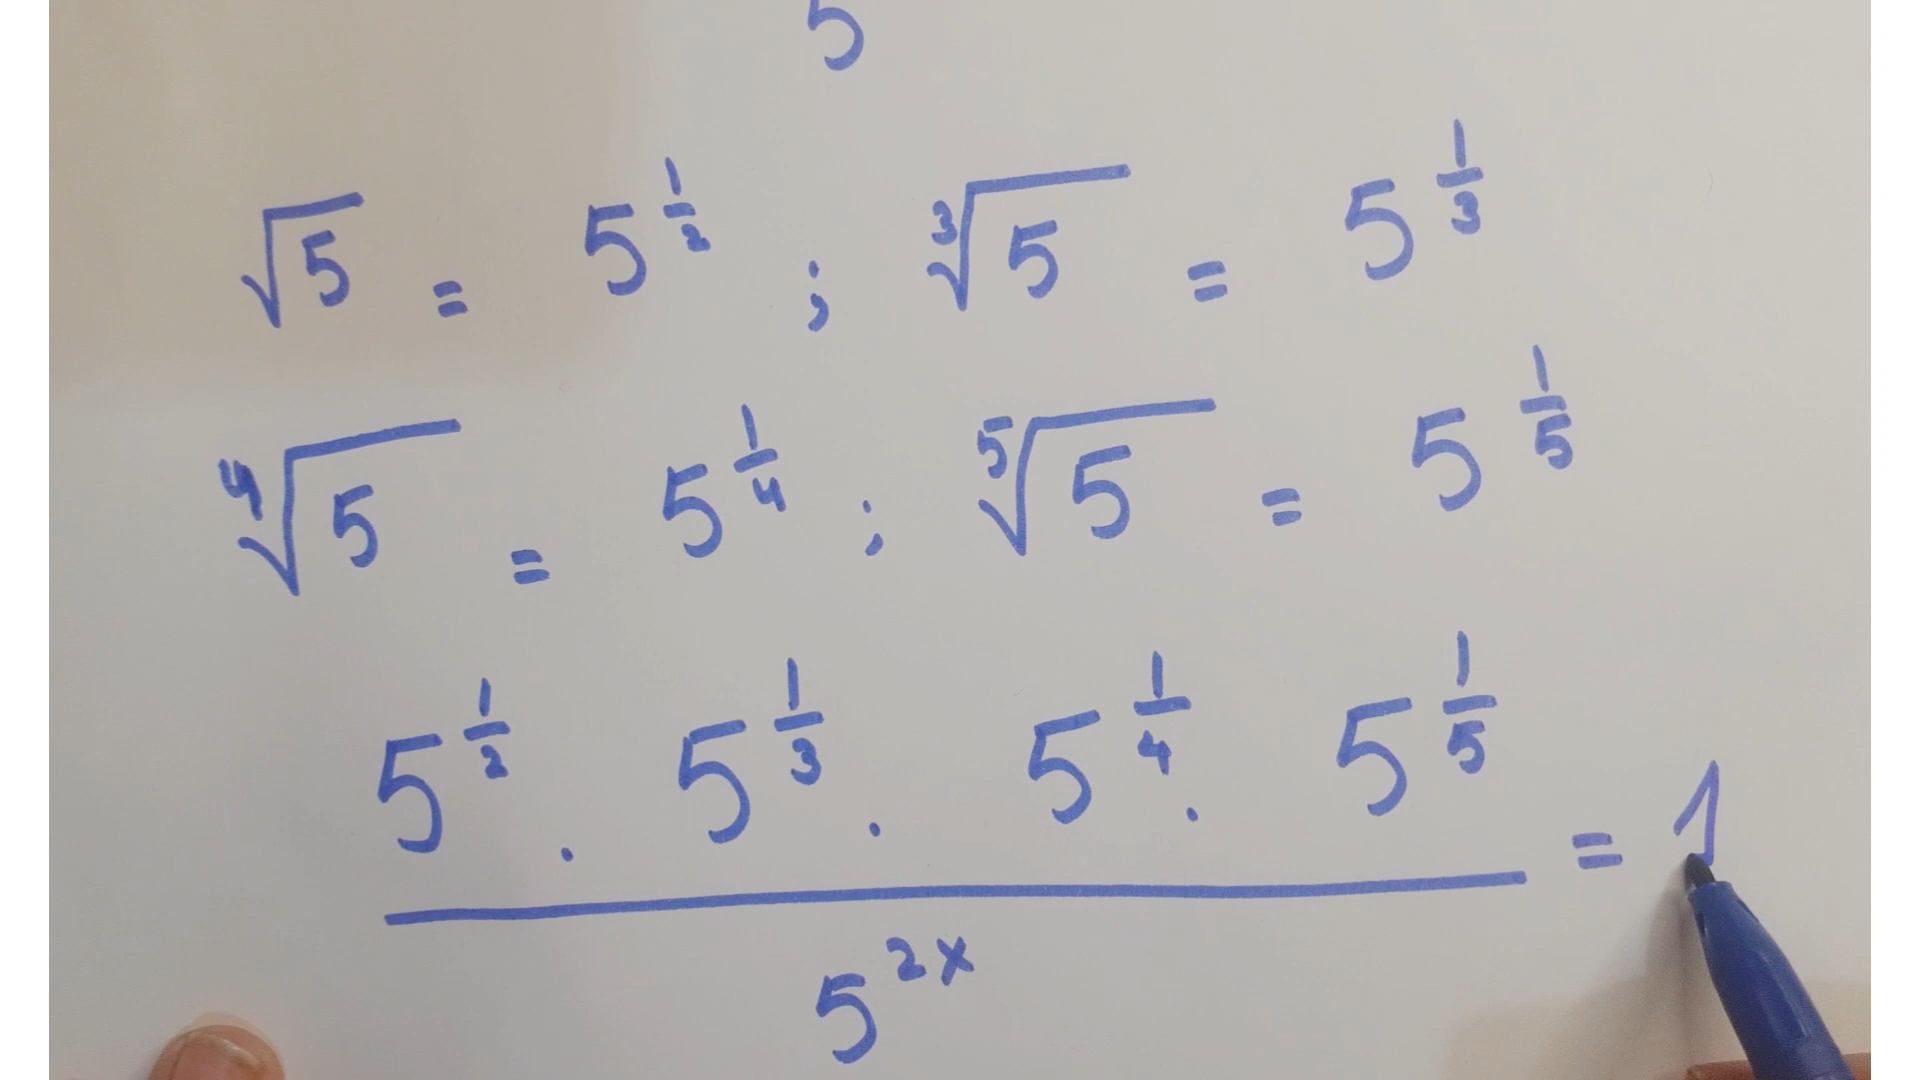 5
√5 = 5^(1/2) ; ∛5 = 5^(1/3)
∜5 = 5^(1/4) ; ⁵√5 = 5^(1/5)
5^(1/2) . 5^(1/3) . 5^(1/4) . 5^(1/5) = 1
5^(2x)